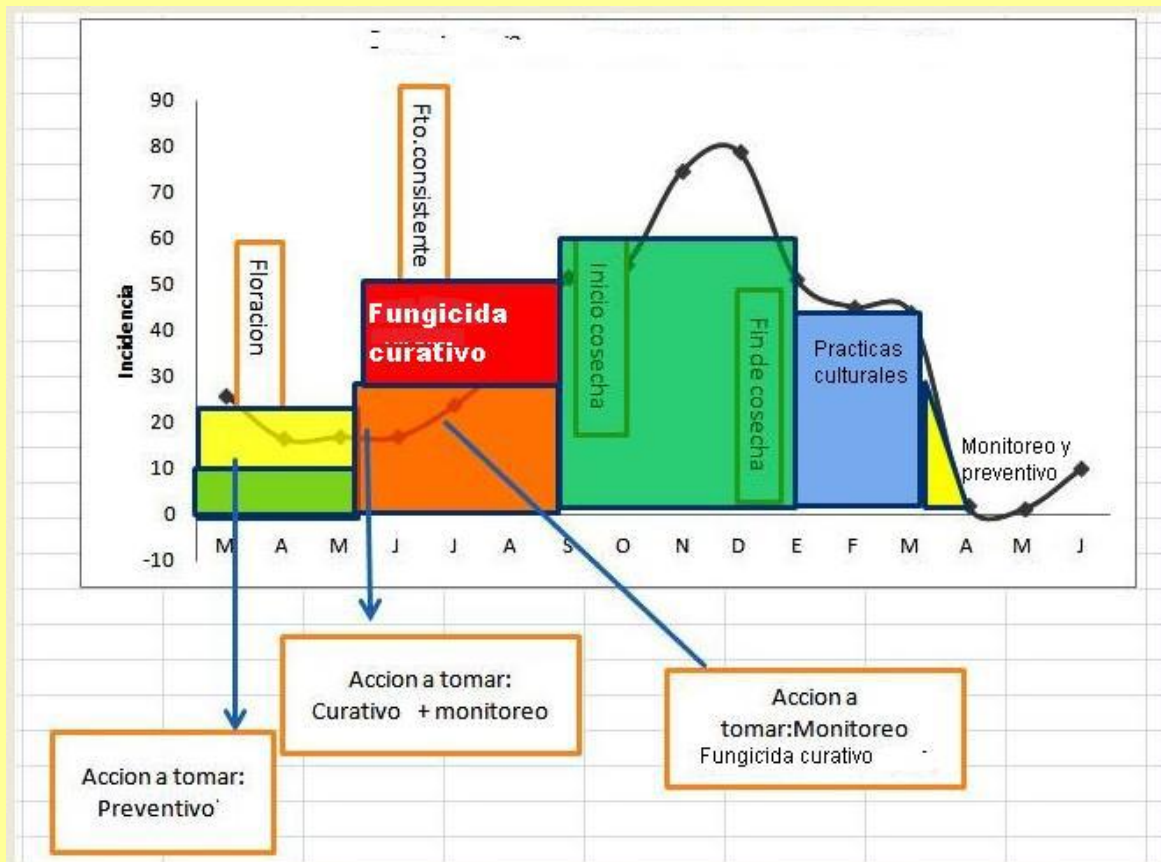 90
80
70
60
50
40
30
20
10
0
-10
Incidencia
Floracion
Fto.consistente
Fungicida
curativo
Inicio cosecha
Fin de cosecha
Practicas
culturales
Monitoreo y
preventivo
M A M J J A S O N D E F M A M J
Accion a tomar:
Curativo + monitoreo
Accion a
tomar:Monitoreo
Fungicida curativo
Accion a tomar:
Preventivo